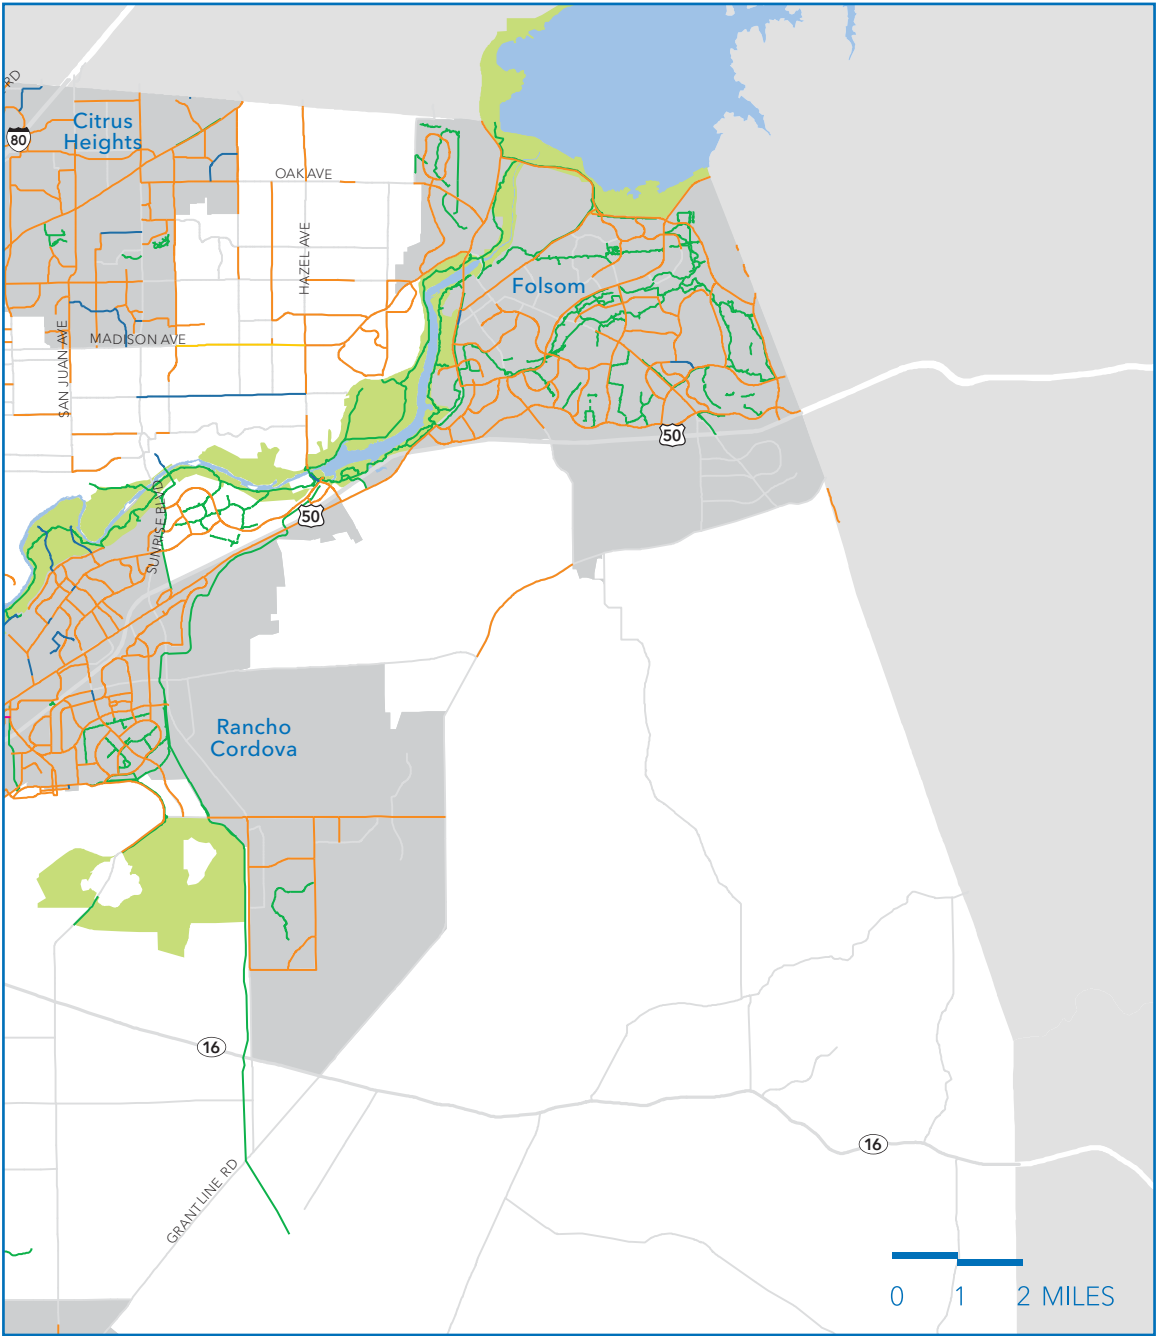 RD
80
Citrus
Heights
OAK AVE
HAZEL AVE
Folsom
SAN JUAN AVE
MADISON AVE
50
SUNRISE BLVD
50
Rancho
Cordova
16
16
GRANT LINE RD
0 1 2 MILES